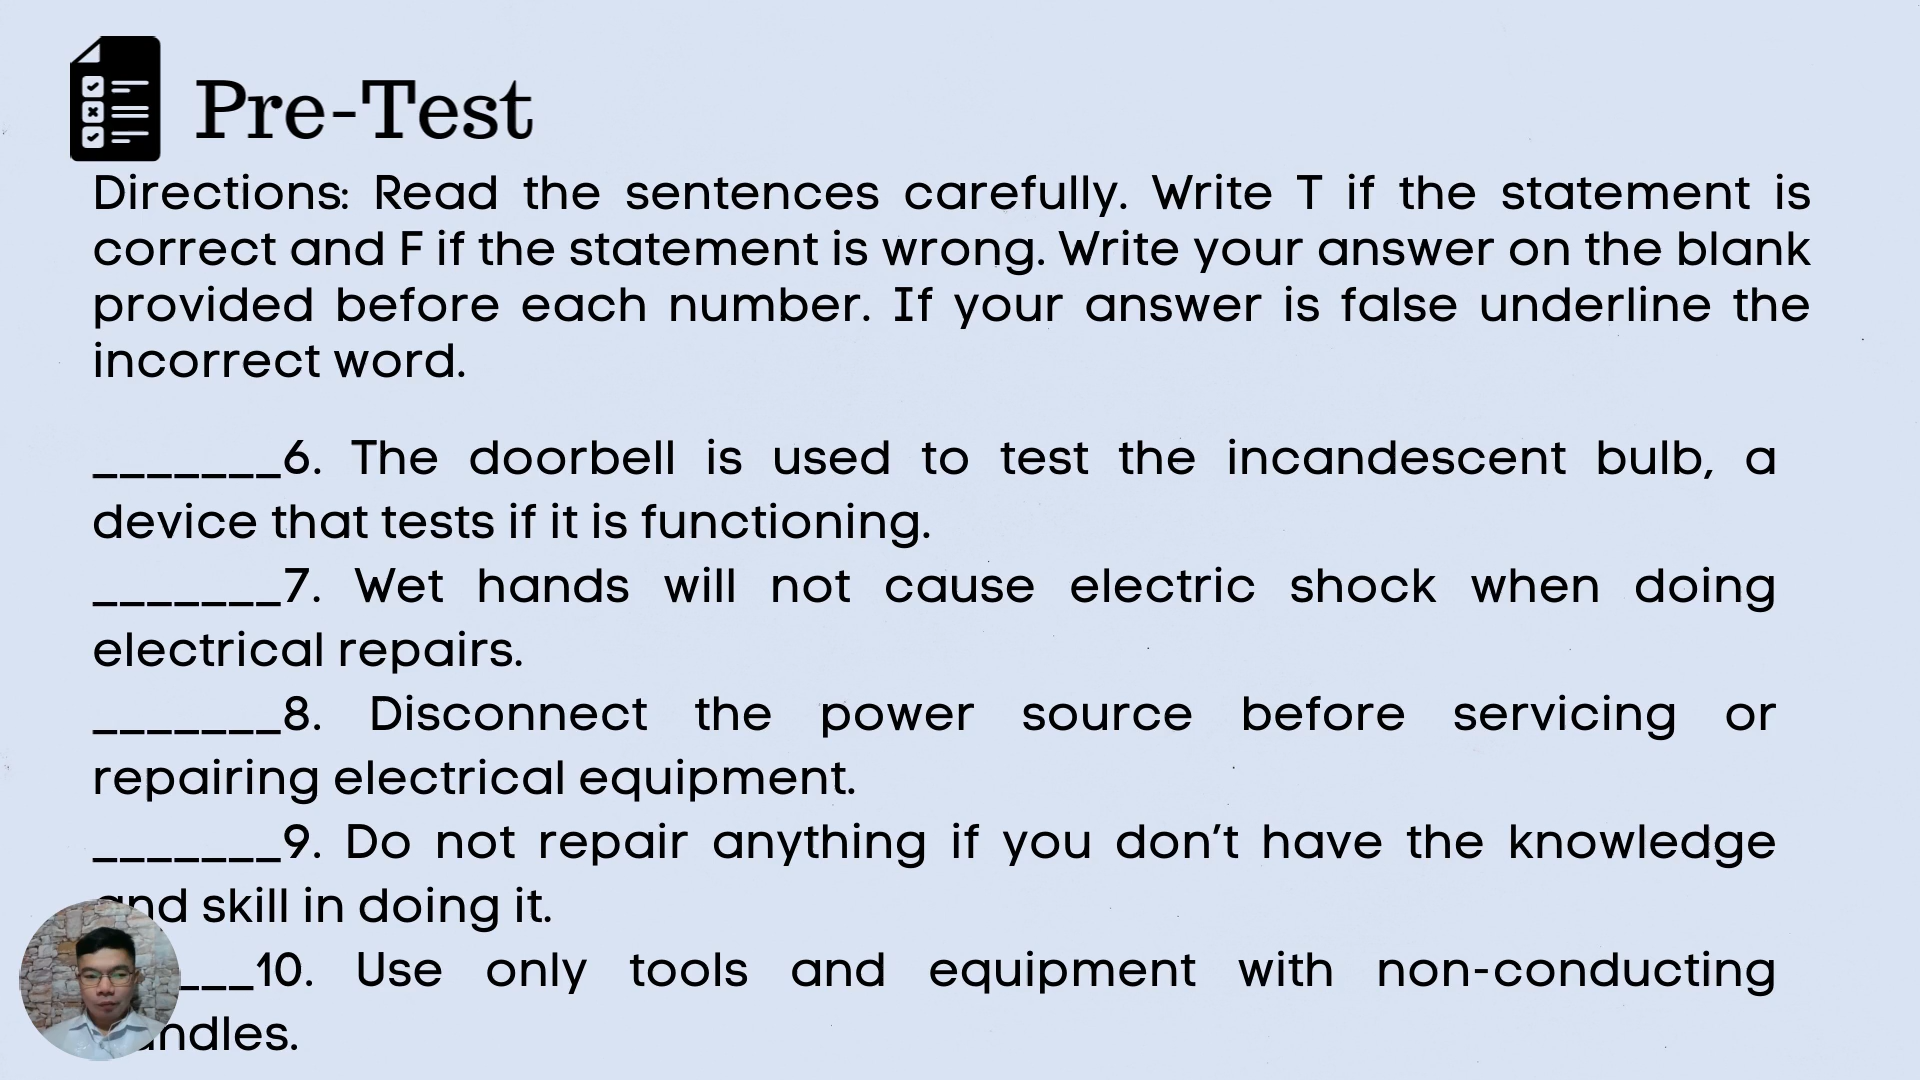 Pre-Test
Directions: Read the sentences carefully. Write T if the statement is
correct and F if the statement is wrong. Write your answer on the blank
provided before each number. If your answer is false underline the
incorrect word.
_______6. The doorbell is used to test the incandescent bulb, a
device that tests if it is functioning.
_______7. Wet hands will not cause electric shock when doing
electrical repairs.
_______8. Disconnect the power source before servicing or
repairing electrical equipment.
_______9. Do not repair anything if you don’t have the knowledge
and skill in doing it.
___10. Use only tools and equipment with non-conducting
handles.